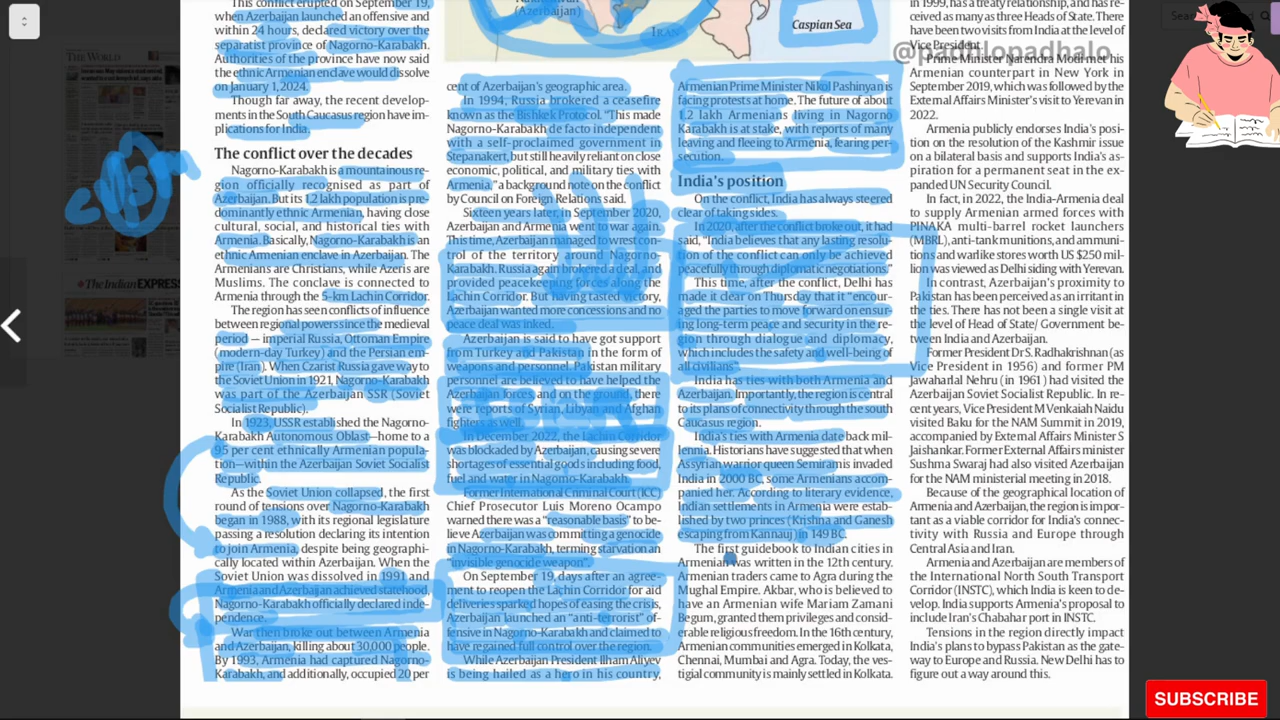 This conflict erupted on September 19,
when Azerbaijan launched an offensive and
within 24 hours, declared victory over the
separatist province of Nagorno-Karabakh.
Authorities of the province have now said
the ethnic Armenian enclave would dissolve
on January 1, 2024.
Though far away, the recent develop-
ments in the South Caucasus region have im-
plications for India.
The conflict over the decades
Nagorno-Karabakh is a mountainous re-
gion officially recognised as part of
Azerbaijan. But its 1.2 lakh population is pre-
dominantly ethnic Armenian, having close
cultural, social, and historical ties with
Armenia. Basically, Nagorno-Karabakh is an
ethnic Armenian enclave in Azerbaijan. The
Armenians are Christians, while Azeris are
Muslims. The conclave is connected to
Armenia through the 5-km Lachin Corridor.
The region has seen conflicts of influence
between regional powers since the medieval
period — imperial Russia, Ottoman Empire
(modern-day Turkey) and the Persian em-
pire (Iran). When Czarist Russia gave way to
the Soviet Union in 1921, Nagorno-Karabakh
was part of the Azerbaijan SSR (Soviet
Socialist Republic).
In 1923, USSR established the Nagorno-
Karabakh Autonomous Oblast—home to a
95 per cent ethnically Armenian popula-
tion—within the Azerbaijan Soviet Socialist
Republic.
As the Soviet Union collapsed, the first
round of tensions over Nagorno-Karabakh
began in 1988, with its regional legislature
passing a resolution declaring its intention
to join Armenia, despite being geographi-
cally located within Azerbaijan. When the
Soviet Union was dissolved in 1991 and
Armenia and Azerbaijan achieved statehood,
Nagorno-Karabakh officially declared inde-
pendence.
War then broke out between Armenia
and Azerbaijan, killing about 30,000 people.
By 1993, Armenia had captured Nagorno-
Karabakh, and additionally, occupied 20 per
(Azerbaijan)
IRAN
Caspian Sea
cent of Azerbaijan's geographic area.
In 1994, Russia brokered a ceasefire
known as the Bishkek Protocol. "This made
Nagorno-Karabakh de facto independent
with a self-proclaimed government in
Stepanakert, but still heavily reliant on close
economic, political, and military ties with
Armenia," a background note on the conflict
by Council on Foreign Relations said.
Sixteen years later, in September 2020,
Azerbaijan and Armenia went to war again.
This time, Azerbaijan managed to wrest con-
trol of the territory around Nagorno-
Karabakh. Russia again brokered a deal, and
provided peacekeeping forces along the
Lachin Corridor. But having tasted victory,
Azerbaijan wanted more concessions and no
peace deal was inked.
Azerbaijan is said to have got support
from Turkey and Pakistan in the form of
weapons and personnel. Pakistan military
personnel are believed to have helped the
Azerbaijan forces, and on the ground, there
were reports of Syrian, Libyan and Afghan
fighters as well.
In December 2022, the Lachin Corridor
was blockaded by Azerbaijan, causing severe
shortages of essential goods including food,
fuel and water in Nagorno-Karabakh.
Former International Criminal Court (ICC)
Chief Prosecutor Luis Moreno Ocampo
warned there was a "reasonable basis" to be-
lieve Azerbaijan was committing a genocide
in Nagorno-Karabakh, terming starvation an
"invisible genocide weapon".
On September 19, days after an agree-
ment to reopen the Lachin Corridor for aid
deliveries sparked hopes of easing the crisis,
Azerbaijan launched an "anti-terrorist" of-
fensive in Nagorno-Karabakh and claimed to
have regained full control over the region.
While Azerbaijan President Ilham Aliyev
is being hailed as a hero in his country,
Armenian Prime Minister Nikol Pashinyan is
facing protests at home. The future of about
1.2 lakh Armenians living in Nagorno
Karabakh is at stake, with reports of many
leaving and fleeing to Armenia, fearing per-
secution.
India's position
On the conflict, India has always steered
clear of taking sides.
In 2020, after the conflict broke out, it had
said, "India believes that any lasting resolu-
tion of the conflict can only be achieved
peacefully through diplomatic negotiations."
This time, after the conflict, Delhi has
made it clear on Thursday that it "encour-
aged the parties to move forward on ensur-
ing long-term peace and security in the re-
gion through dialogue and diplomacy,
which includes the safety and well-being of
all civilians".
India has ties with both Armenia and
Azerbaijan. Importantly, the region is central
to its plans of connectivity through the south
Caucasus region.
India's ties with Armenia date back mil-
lennia. Historians have suggested that when
Assyrian warrior queen Semiramis invaded
India in 2000 BC, some Armenians accom-
panied her. According to literary evidence,
Indian settlements in Armenia were estab-
lished by two princes (Krishna and Ganesh
escaping from Kannauj) in 149 BC.
The first guidebook to Indian cities in
Armenian was written in the 12th century.
Armenian traders came to Agra during the
Mughal Empire. Akbar, who is believed to
have an Armenian wife Mariam Zamani
Begum, granted them privileges and consid-
erable religious freedom. In the 16th century,
Armenian communities emerged in Kolkata,
Chennai, Mumbai and Agra. Today, the ves-
tigial community is mainly settled in Kolkata.
in 1999, has a treaty relationship, and has re-
ceived as many as three Heads of State. There
have been two visits from India at the level of
Vice President.
Prime Minister Narendra Modi met his
Armenian counterpart in New York in
September 2019, which was followed by the
External Affairs Minister's visit to Yerevan in
2022.
Armenia publicly endorses India's posi-
tion on the resolution of the Kashmir issue
on a bilateral basis and supports India's as-
piration for a permanent seat in the ex-
panded UN Security Council.
In fact, in 2022, the India-Armenia deal
to supply Armenian armed forces with
PINAKA multi-barrel rocket launchers
(MBRL), anti-tank munitions, and ammuni-
tions and warlike stores worth US $250 mil-
lion was viewed as Delhi siding with Yerevan.
In contrast, Azerbaijan's proximity to
Pakistan has been perceived as an irritant in
the ties. There has not been a single visit at
the level of Head of State/ Government be-
tween India and Azerbaijan.
Former President Dr S. Radhakrishnan (as
Vice President in 1956) and former PM
Jawaharlal Nehru (in 1961) had visited the
Azerbaijan Soviet Socialist Republic. In re-
cent years, Vice President M Venkaiah Naidu
visited Baku for the NAM Summit in 2019,
accompanied by External Affairs Minister S
Jaishankar. Former External Affairs minister
Sushma Swaraj had also visited Azerbaijan
for the NAM ministerial meeting in 2018.
Because of the geographical location of
Armenia and Azerbaijan, the region is impor-
tant as a viable corridor for India's connec-
tivity with Russia and Europe through
Central Asia and Iran.
Armenia and Azerbaijan are members of
the International North South Transport
Corridor (INSTC), which India is keen to de-
velop. India supports Armenia's proposal to
include Iran's Chabahar port in INSTC.
Tensions in the region directly impact
India's plans to bypass Pakistan as the gate-
way to Europe and Russia. New Delhi has to
figure out a way around this.
@padhlopadhalo
THE WORLD
The Indian EXPRESS
SUBSCRIBE